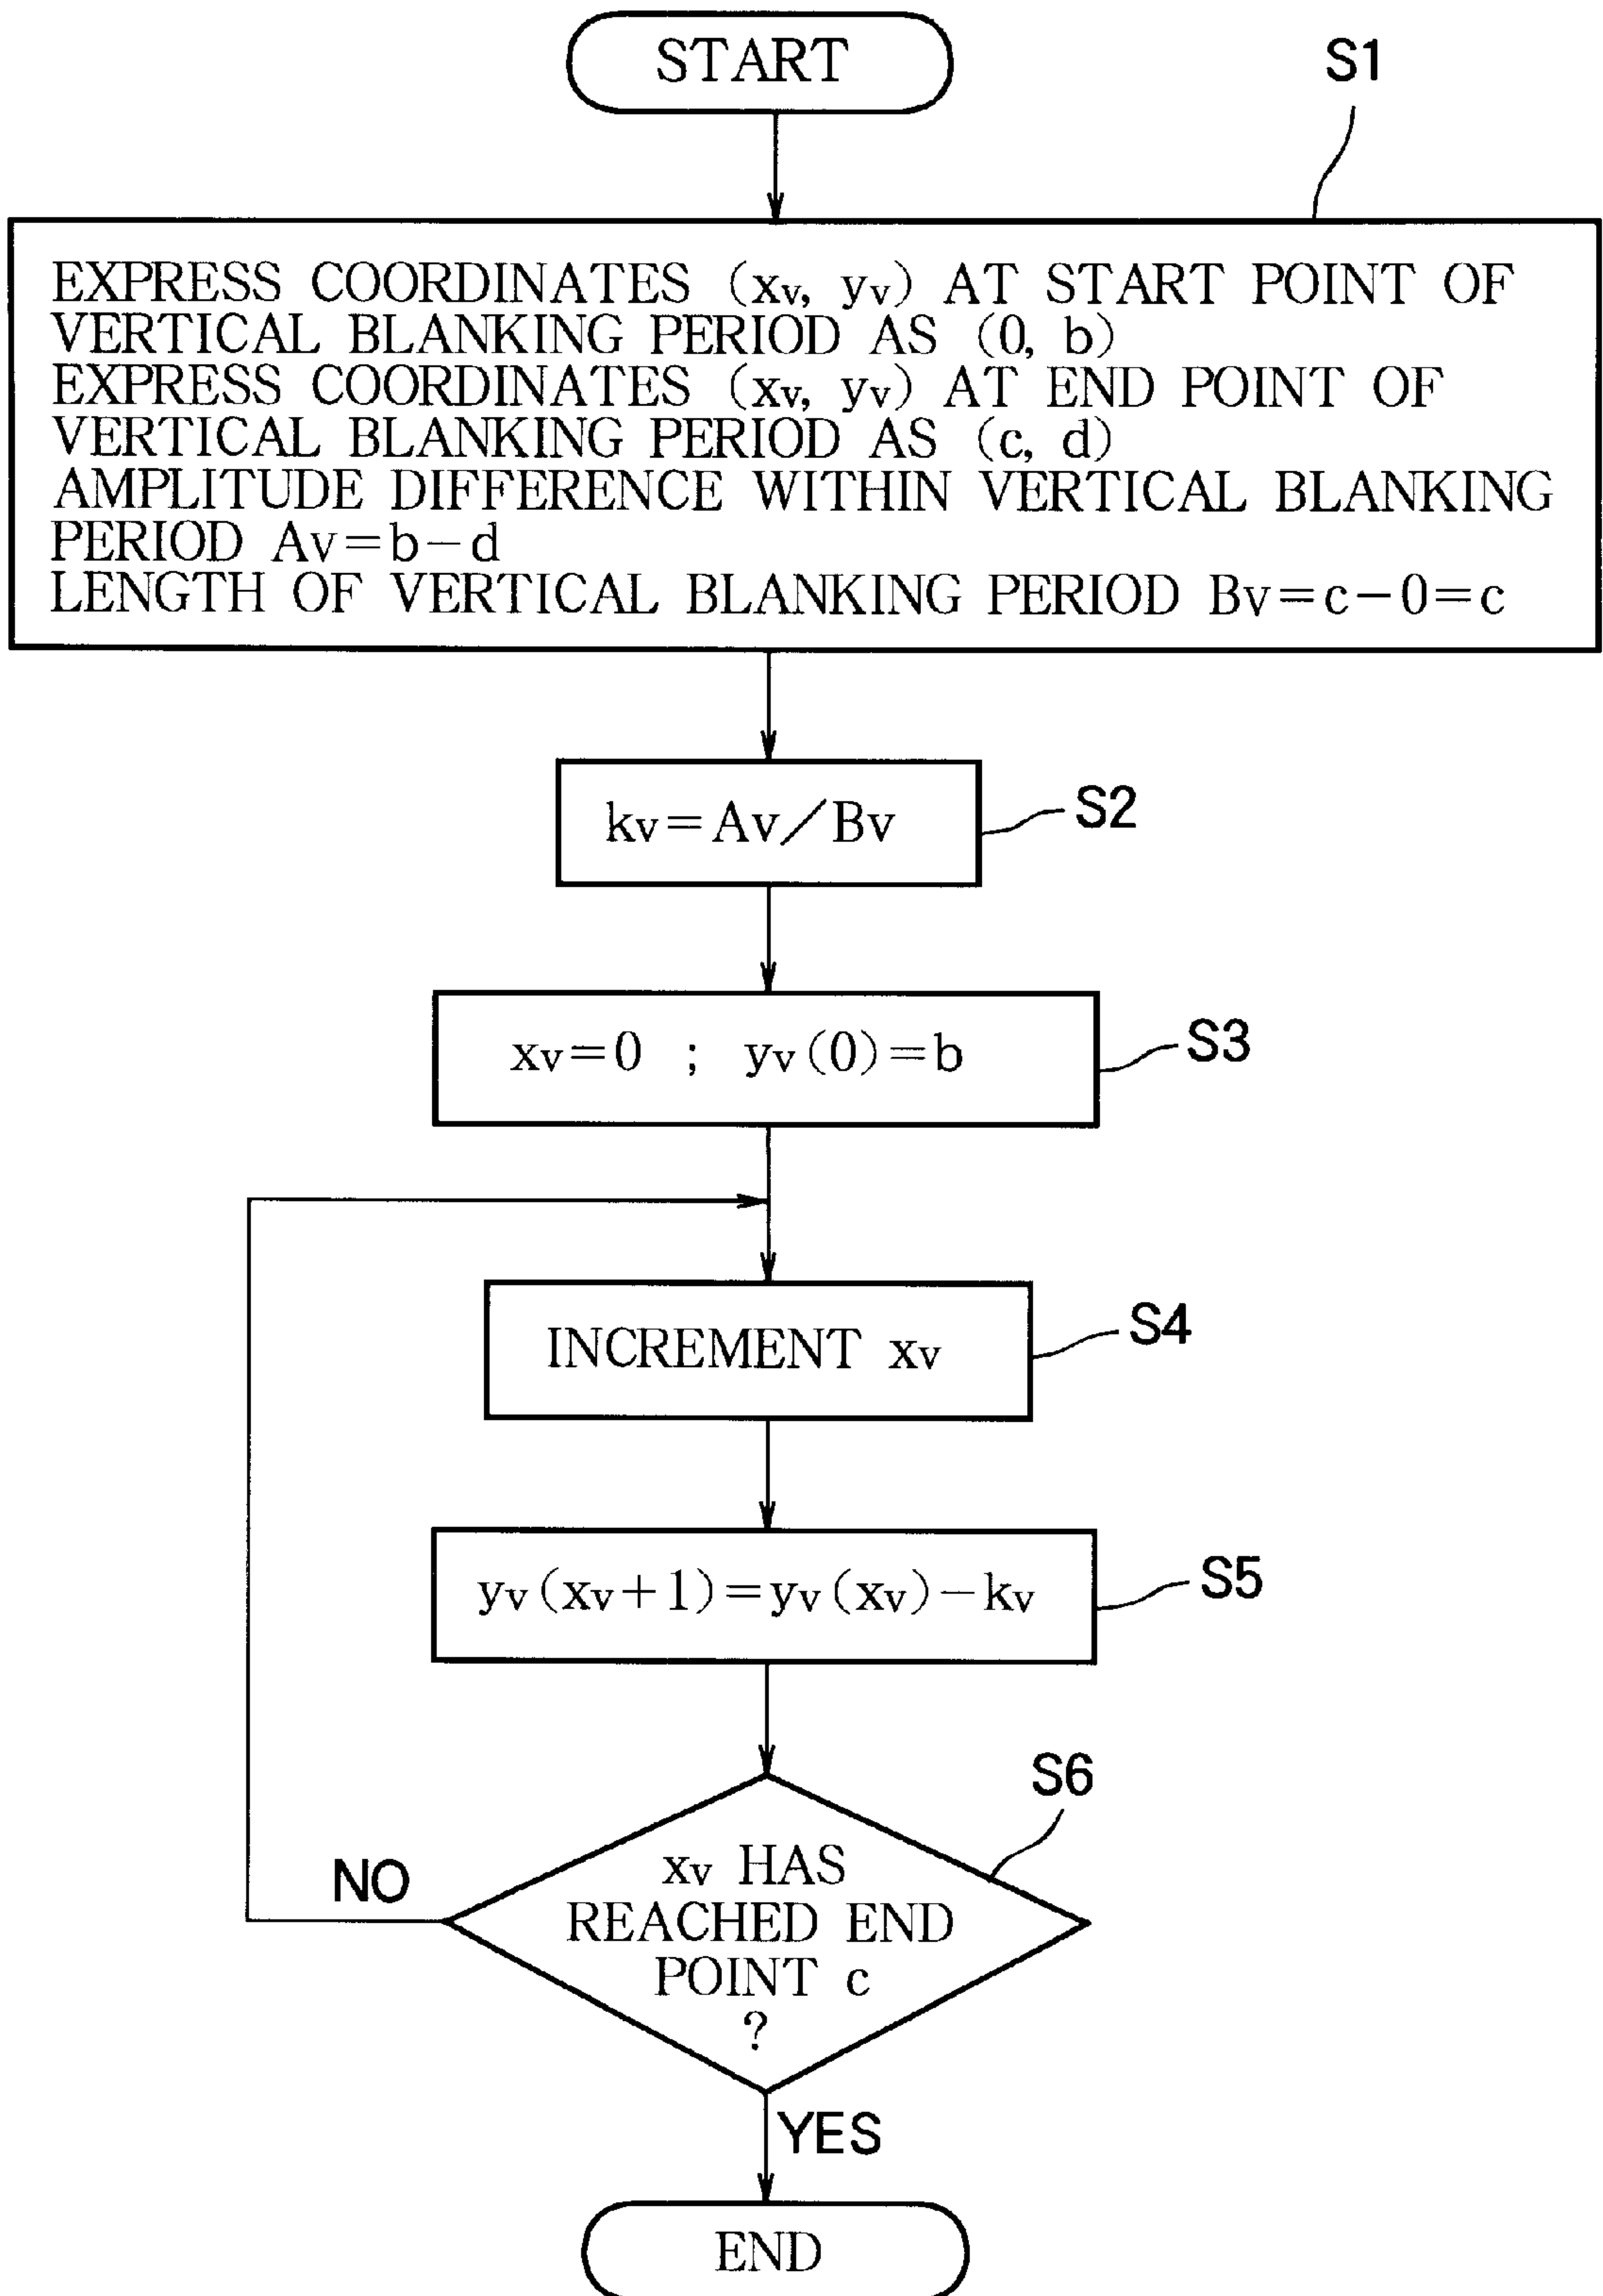 START
S1
EXPRESS COORDINATES (xv, yv) AT START POINT OF
VERTICAL BLANKING PERIOD AS (0, b)
EXPRESS COORDINATES (xv, yv) AT END POINT OF
VERTICAL BLANKING PERIOD AS (c, d)
AMPLITUDE DIFFERENCE WITHIN VERTICAL BLANKING
PERIOD Av=b-d
LENGTH OF VERTICAL BLANKING PERIOD Bv=c-0=c
kv=Av/Bv
S2
xv=0 ; yv(0)=b
S3
INCREMENT xv
S4
yv(xv+1)=yv(xv)-kv
S5
S6
xv HAS
REACHED END
POINT c
?
NO
YES
END